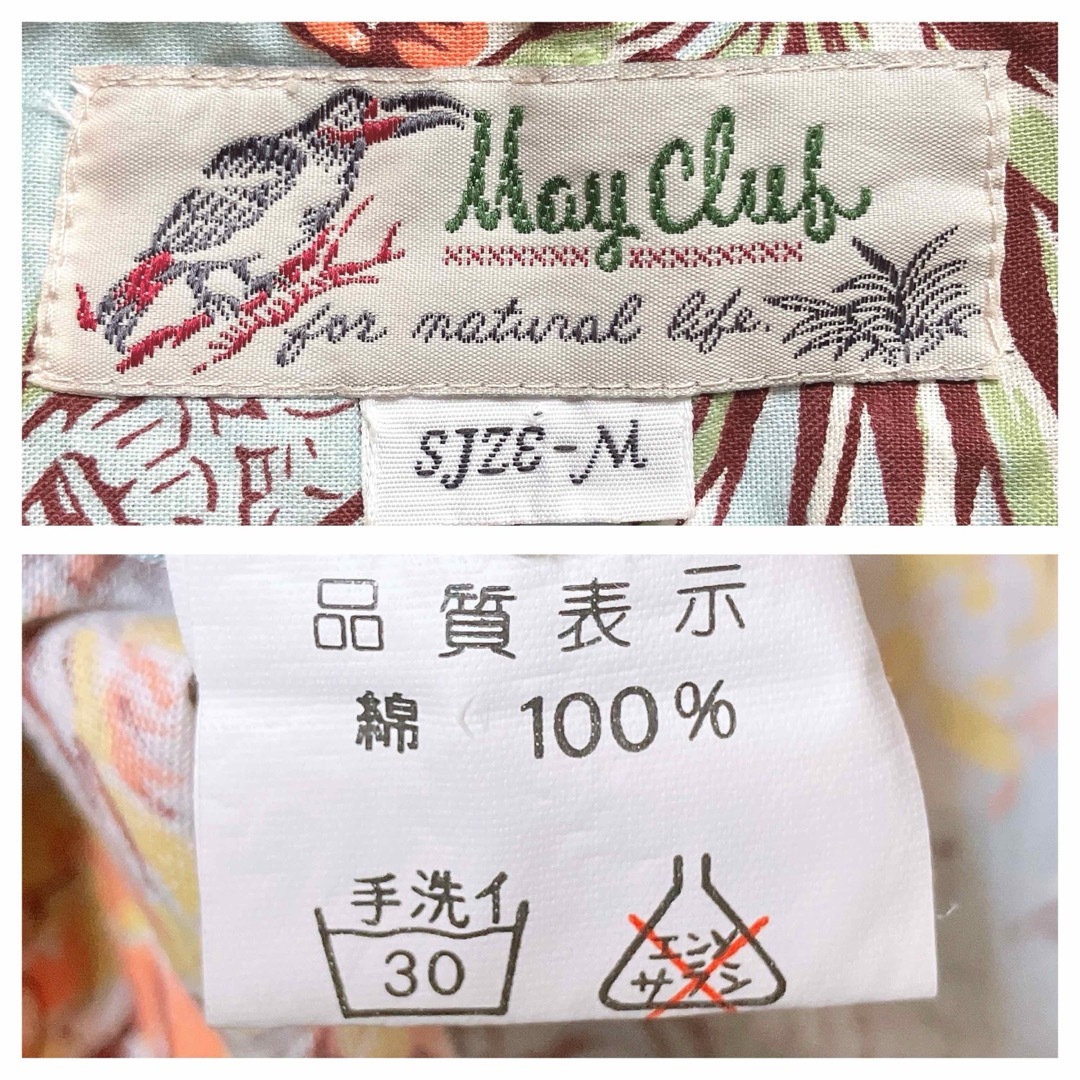 May Club
for natural life.
SIZE-M
品質表示
綿 100%
手洗イ
30
エンソ
サラシ